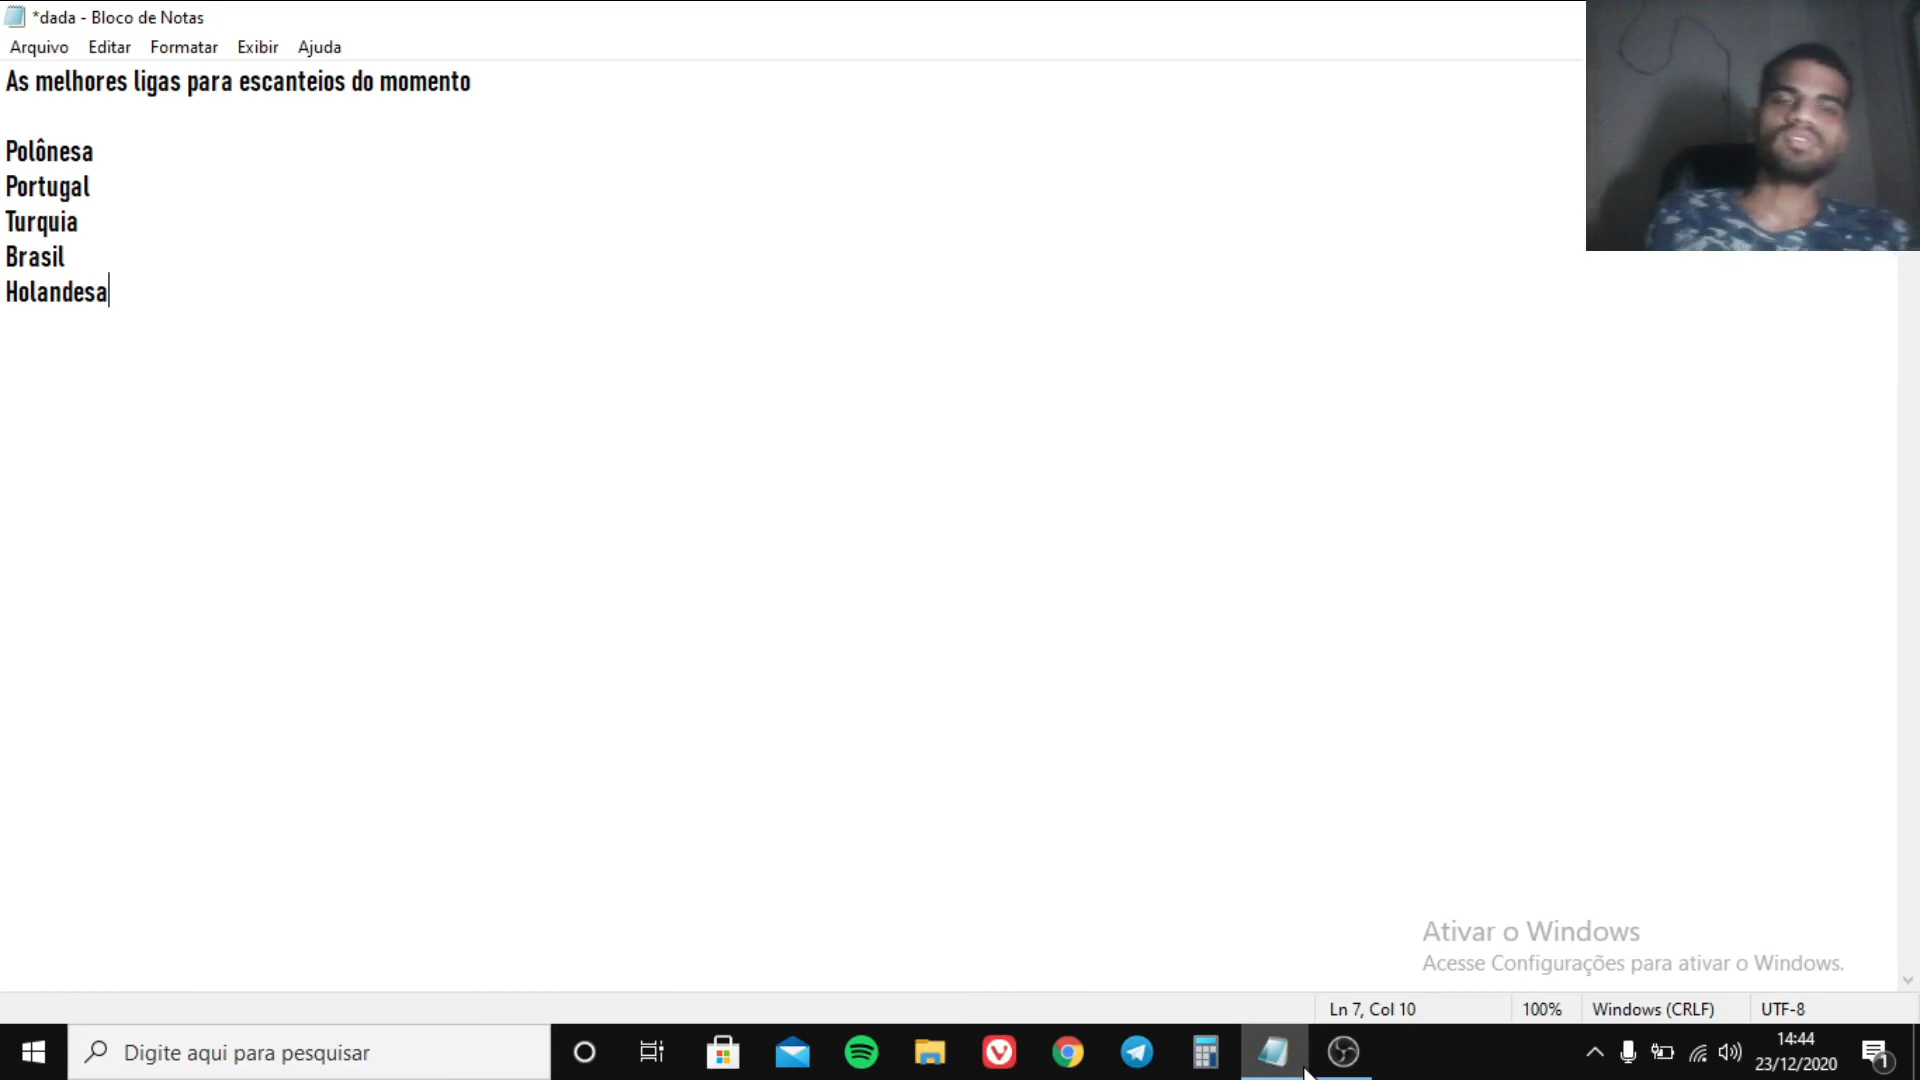 *dada - Bloco de Notas
Arquivo Editar Formatar Exibir Ajuda
As melhores ligas para escanteios do momento
Polônesa
Portugal
Turquia
Brasil
Holandesa
Ativar o Windows
Acesse Configurações para ativar o Windows.
Ln 7, Col 10 100% Windows (CRLF) UTF-8
Digite aqui para pesquisar
14:44
23/12/2020
1